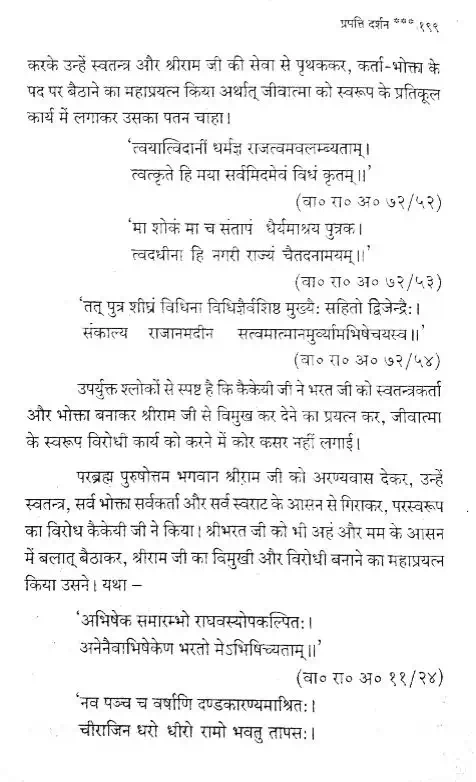 प्रपत्ति दर्शन *** १९९
करके उन्हें स्वतन्त्र और श्रीराम जी की सेवा से पृथककर, कर्ता-भोक्ता के
पद पर बैठाने का महाप्रयत्न किया अर्थात् जीवात्मा को स्वरूप के प्रतिकूल
कार्य में लगाकर उसका पतन चाहा।
'त्वयात्विदानीं धर्मज्ञ राजत्वमवलम्ब्यताम्।
त्वत्कृते हि मया सर्वमिदमेवं विधं कृतम्॥'
(वा० रा० अ० ७२/५२)
'मा शोकं मा च संतापं धैर्यमाश्रय पुत्रक।
त्वदधीना हि नगरी राज्यं चैतदनामयम्॥'
(वा० रा० अ० ७२/५३)
'तत् पुत्र शीघ्रं विधिना विधिज्ञैर्वशिष्ठ मुख्यैः सहितो द्विजेन्द्रैः।
संकाल्य राजानमदीन सत्वमात्मानमुर्व्यामभिषेचयस्व॥'
(वा० रा० अ० ७२/५४)
उपर्युक्त श्लोकों से स्पष्ट है कि कैकेयी जी ने भरत जी को स्वतन्त्रकर्ता
और भोक्ता बनाकर श्रीराम जी से विमुख कर देने का प्रयत्न कर, जीवात्मा
के स्वरूप विरोधी कार्य को करने में कोर कसर नहीं लगाई।
परब्रह्म पुरुषोत्तम भगवान श्रीराम जी को अरण्यवास देकर, उन्हें
स्वतन्त्र, सर्व भोक्ता सर्वकर्ता और सर्व स्वराट के आसन से गिराकर, परस्वरूप
का विरोध कैकेयी जी ने किया। श्रीभरत जी को भी अहं और मम के आसन
में बलात् बैठाकर, श्रीराम जी का विमुखी और विरोधी बनाने का महाप्रयत्न
किया उसने। यथा –
'अभिषेक समारम्भो राघवस्योपकल्पितः।
अनेनैवाभिषेकेण भरतो मेऽभिषिच्यताम्॥'
(वा० रा० अ० ११/२४)
'नव पञ्च च वर्षाणि दण्डकारण्यमाश्रितः।
चीराजिन धरो धीरो रामो भवतु तापसः।